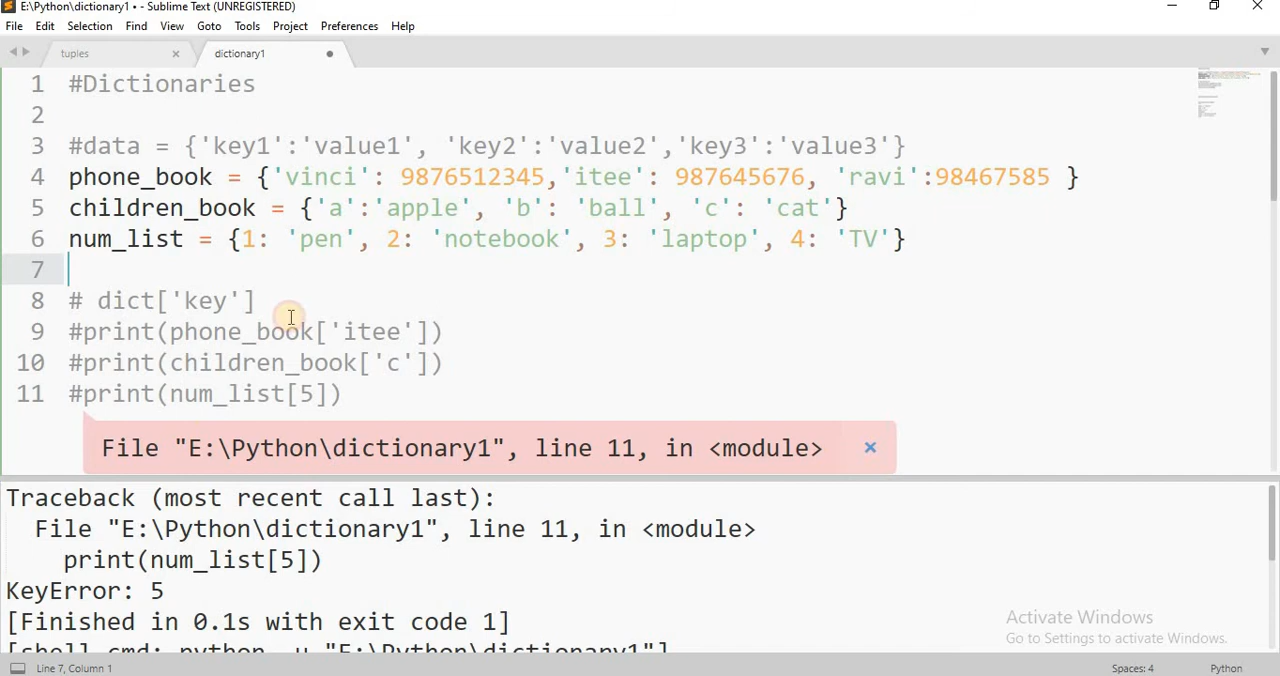 E:\Python\dictionary1 • - Sublime Text (UNREGISTERED)
File Edit Selection Find View Goto Tools Project Preferences Help
tuples × dictionary1
1 #Dictionaries
2
3 #data = {'key1':'value1', 'key2':'value2','key3':'value3'}
4 phone_book = {'vinci': 9876512345,'itee': 987645676, 'ravi':98467585 }
5 children_book = {'a':'apple', 'b': 'ball', 'c': 'cat'}
6 num_list = {1: 'pen', 2: 'notebook', 3: 'laptop', 4: 'TV'}
7
8 # dict['key']
9 #print(phone_book['itee'])
10 #print(children_book['c'])
11 #print(num_list[5])
File "E:\Python\dictionary1", line 11, in <module> ×
Traceback (most recent call last):
  File "E:\Python\dictionary1", line 11, in <module>
    print(num_list[5])
KeyError: 5
[Finished in 0.1s with exit code 1]
[shell_cmd: python -u "E:\Python\dictionary1"]
Activate Windows
Go to Settings to activate Windows.
Line 7, Column 1 Spaces: 4 Python